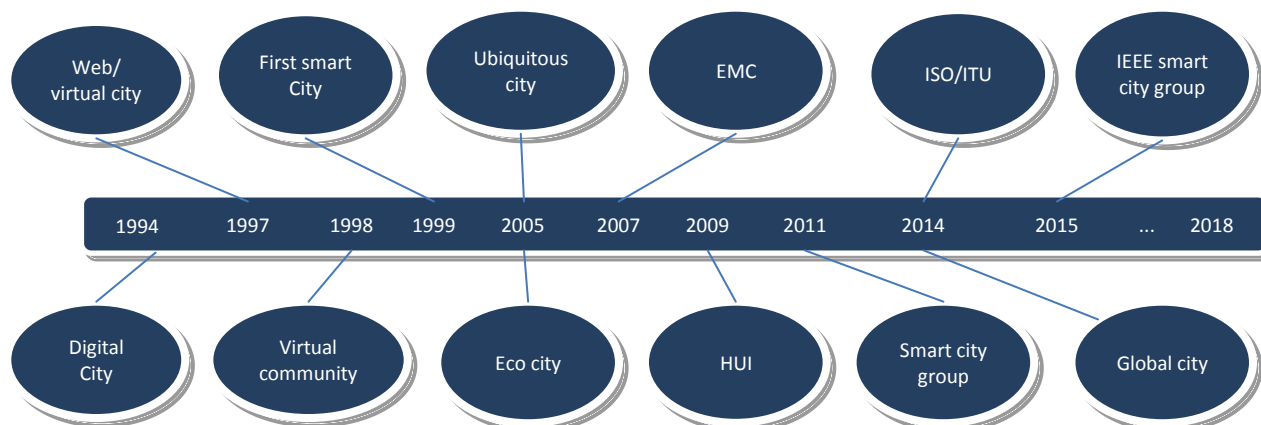 Web/
virtual city
First smart
City
Ubiquitous
city
EMC
ISO/ITU
IEEE smart
city group
1994 1997 1998 1999 2005 2007 2009 2011 2014 2015 ... 2018
Digital
City
Virtual
community
Eco city
HUI
Smart city
group
Global city